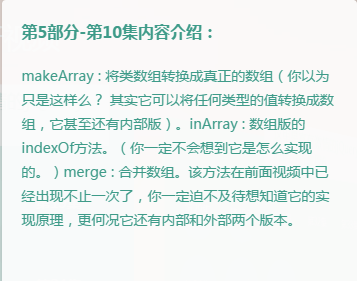 第5部分-第10集内容介绍：
makeArray : 将类数组转换成真正的数组（你以为
只是这样么？ 其实它可以将任何类型的值转换成数
组，它甚至还有内部版）。inArray : 数组版的
indexOf方法。（你一定不会想到它是怎么实现
的。）merge : 合并数组。该方法在前面视频中已
经出现不止一次了，你一定迫不及待想知道它的实
现原理，更何况它还有内部和外部两个版本。